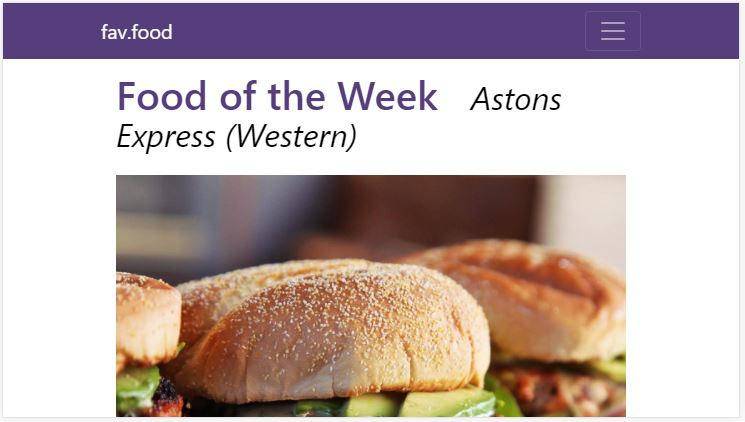 fav.food
Food of the Week Astons
Express (Western)